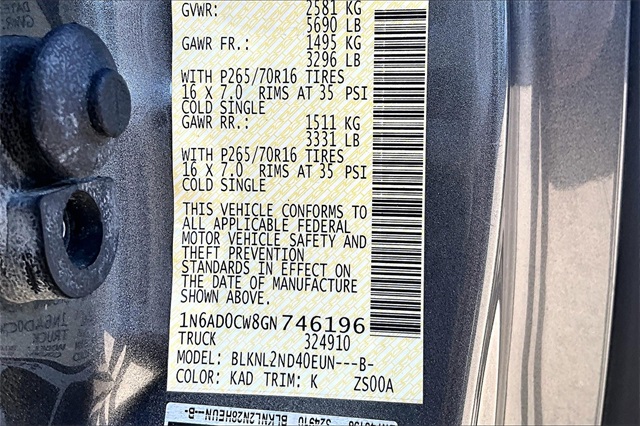 GVWR: 2581 KG
5690 LB
GAWR FR.: 1495 KG
3296 LB
WITH P265/70R16 TIRES
16 X 7.0 RIMS AT 35 PSI
COLD SINGLE
GAWR RR.: 1511 KG
3331 LB
WITH P265/70R16 TIRES
16 X 7.0 RIMS AT 35 PSI
COLD SINGLE
THIS VEHICLE CONFORMS TO
ALL APPLICABLE FEDERAL
MOTOR VEHICLE SAFETY AND
THEFT PREVENTION
STANDARDS IN EFFECT ON
THE DATE OF MANUFACTURE
SHOWN ABOVE.
1N6AD0CW8GN746196
TRUCK 324910
MODEL: BLKNL2ND40EUN---B-
COLOR: KAD TRIM: K ZS00A
324910 BLKNL2N28HEUN--B-